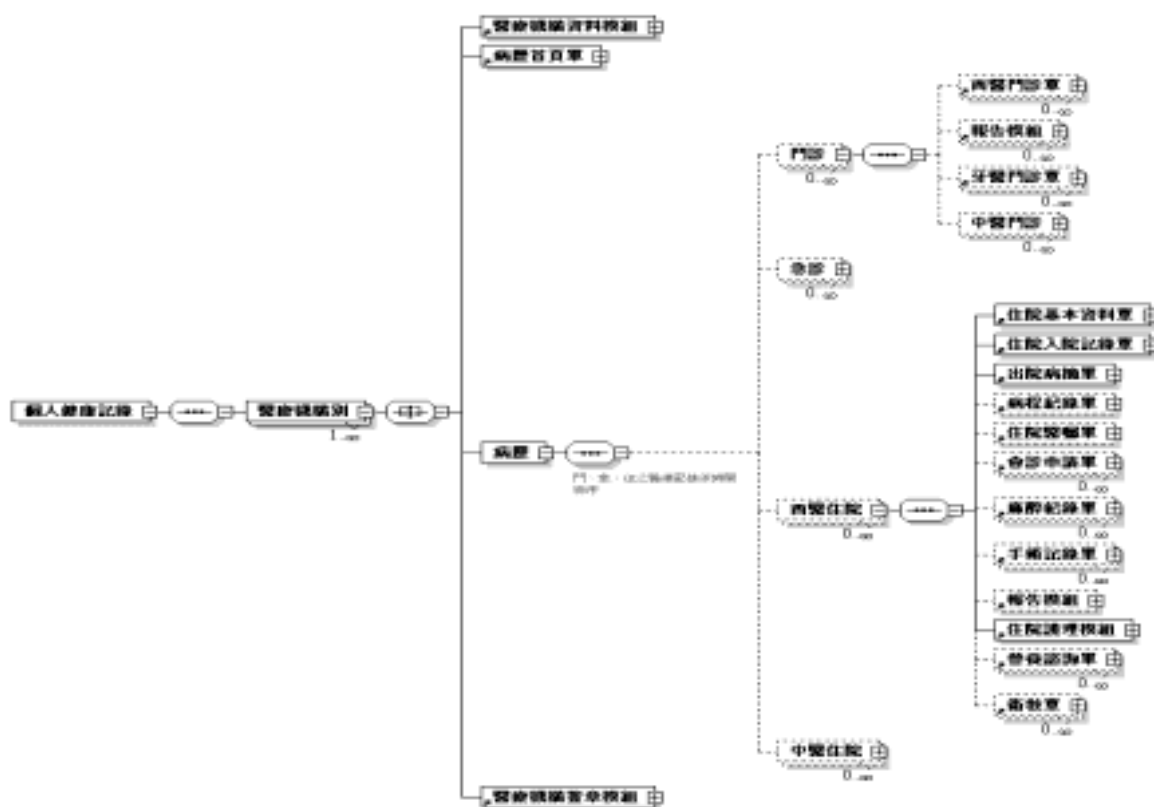 醫療機構資料模組
病歷首頁單
西醫門診單
0..∞
報告模組
0..∞
門診
0..∞
牙醫門診單
0..∞
中醫門診
0..∞
急診
0..∞
住院基本資料單
住院入院記錄單
出院病摘單
病程紀錄單
個人健康記錄
醫療機構別
1..∞
住院醫囑單
病歷
會診申請單
0..∞
西醫住院
0..∞
麻醉紀錄單
0..∞
手術記錄單
0..∞
報告模組
住院護理模組
營養諮詢單
0..∞
衛教單
0..∞
中醫住院
0..∞
醫療機構簽章模組